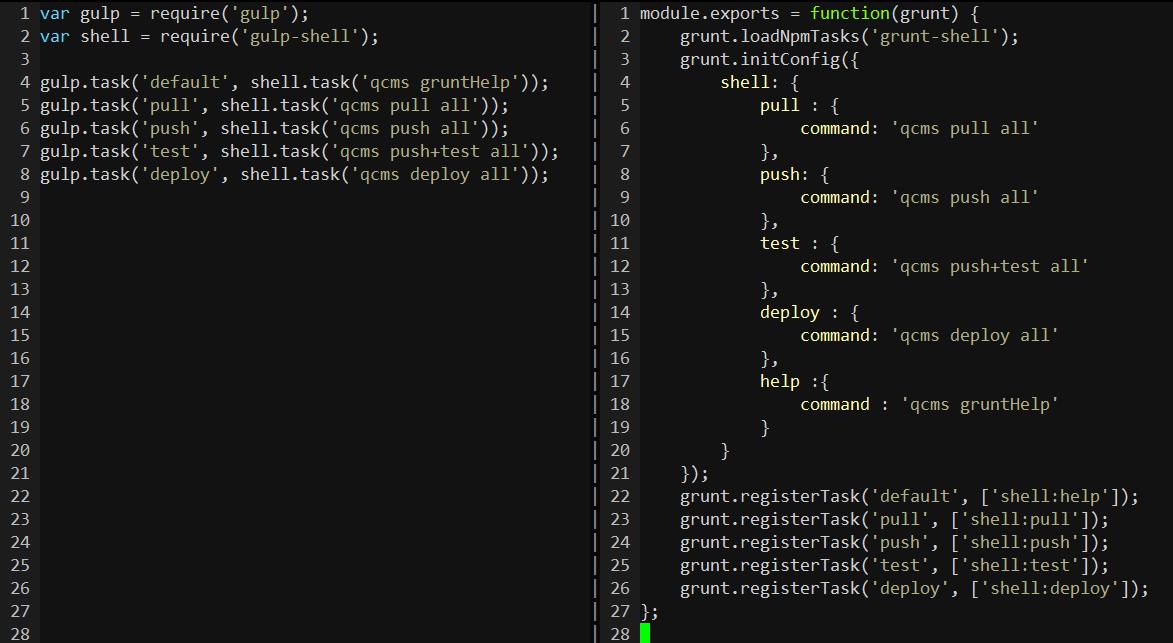 1 var gulp = require('gulp');
2 var shell = require('gulp-shell');
3
4 gulp.task('default', shell.task('qcms gruntHelp'));
5 gulp.task('pull', shell.task('qcms pull all'));
6 gulp.task('push', shell.task('qcms push all'));
7 gulp.task('test', shell.task('qcms push+test all'));
8 gulp.task('deploy', shell.task('qcms deploy all'));
9
10
11
12
13
14
15
16
17
18
19
20
21
22
23
24
25
26
27
28
1 module.exports = function(grunt) {
2     grunt.loadNpmTasks('grunt-shell');
3     grunt.initConfig({
4         shell: {
5             pull : {
6                 command: 'qcms pull all'
7             },
8             push: {
9                 command: 'qcms push all'
10             },
11             test : {
12                 command: 'qcms push+test all'
13             },
14             deploy : {
15                 command: 'qcms deploy all'
16             },
17             help :{
18                 command : 'qcms gruntHelp'
19             }
20         }
21     });
22     grunt.registerTask('default', ['shell:help']);
23     grunt.registerTask('pull', ['shell:pull']);
24     grunt.registerTask('push', ['shell:push']);
25     grunt.registerTask('test', ['shell:test']);
26     grunt.registerTask('deploy', ['shell:deploy']);
27 };
28